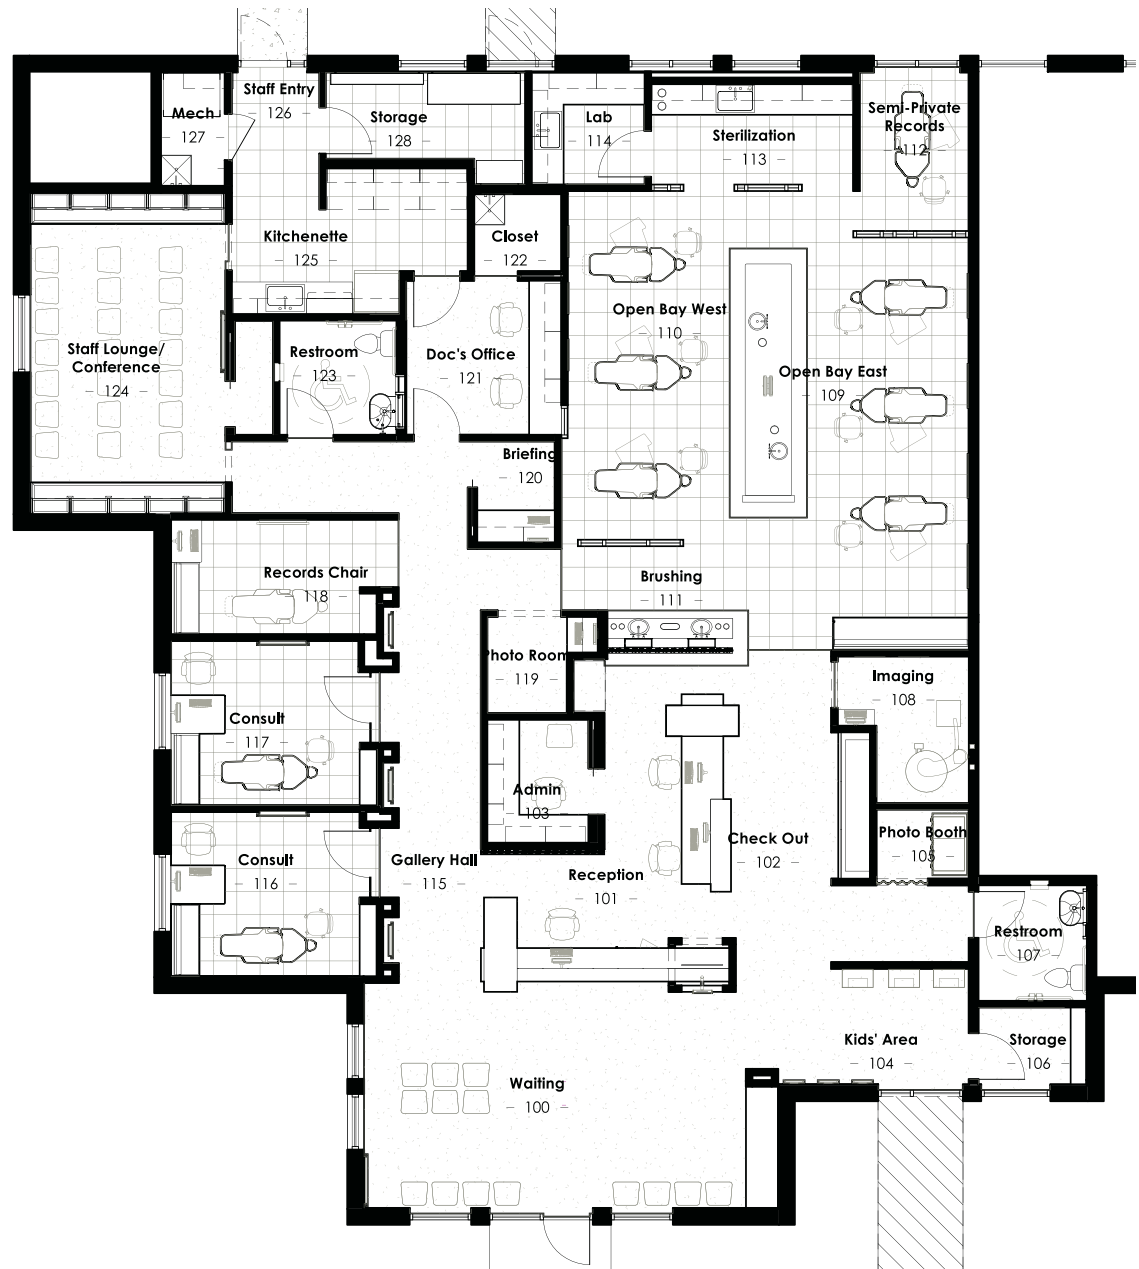 Staff Entry
126
Mech
127
Storage
128
Lab
114
Sterilization
113
Semi-Private
Records
112
Kitchenette
125
Closet
122
Open Bay West
110
Staff Lounge/
Conference
124
Restroom
123
Doc's Office
121
Open Bay East
109
Briefing
120
Records Chair
118
Brushing
111
Photo Room
119
Imaging
108
Consult
117
Admin
103
Check Out
102
Photo Booth
105
Consult
116
Gallery Hall
115
Reception
101
Restroom
107
Kids' Area
104
Storage
106
Waiting
100